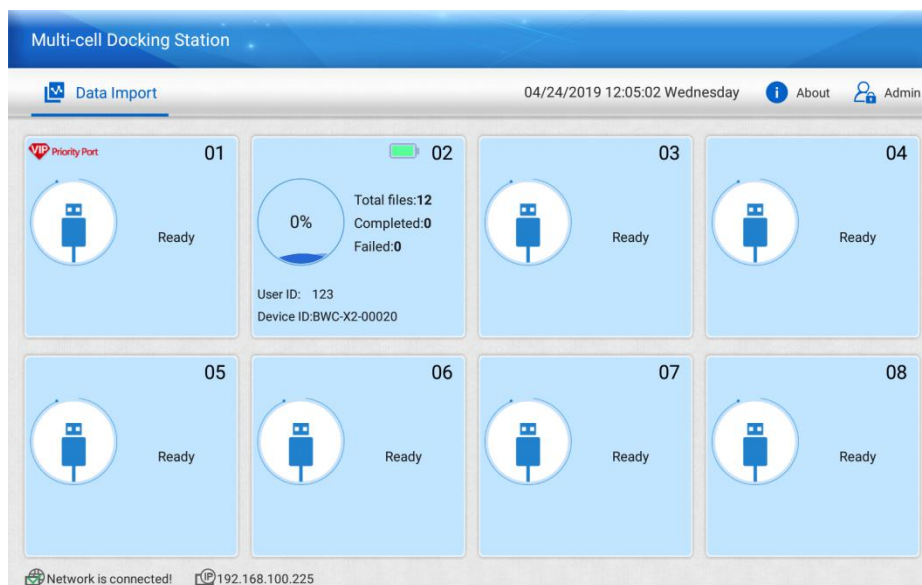 Multi-cell Docking Station
Data Import
04/24/2019 12:05:02 Wednesday
About
Admin
VIP Priority Port
01
Ready
02
0%
Total files:12
Completed:0
Failed:0
User ID: 123
Device ID:BWC-X2-00020
03
Ready
04
Ready
05
Ready
06
Ready
07
Ready
08
Ready
Network is connected!
IP 192.168.100.225